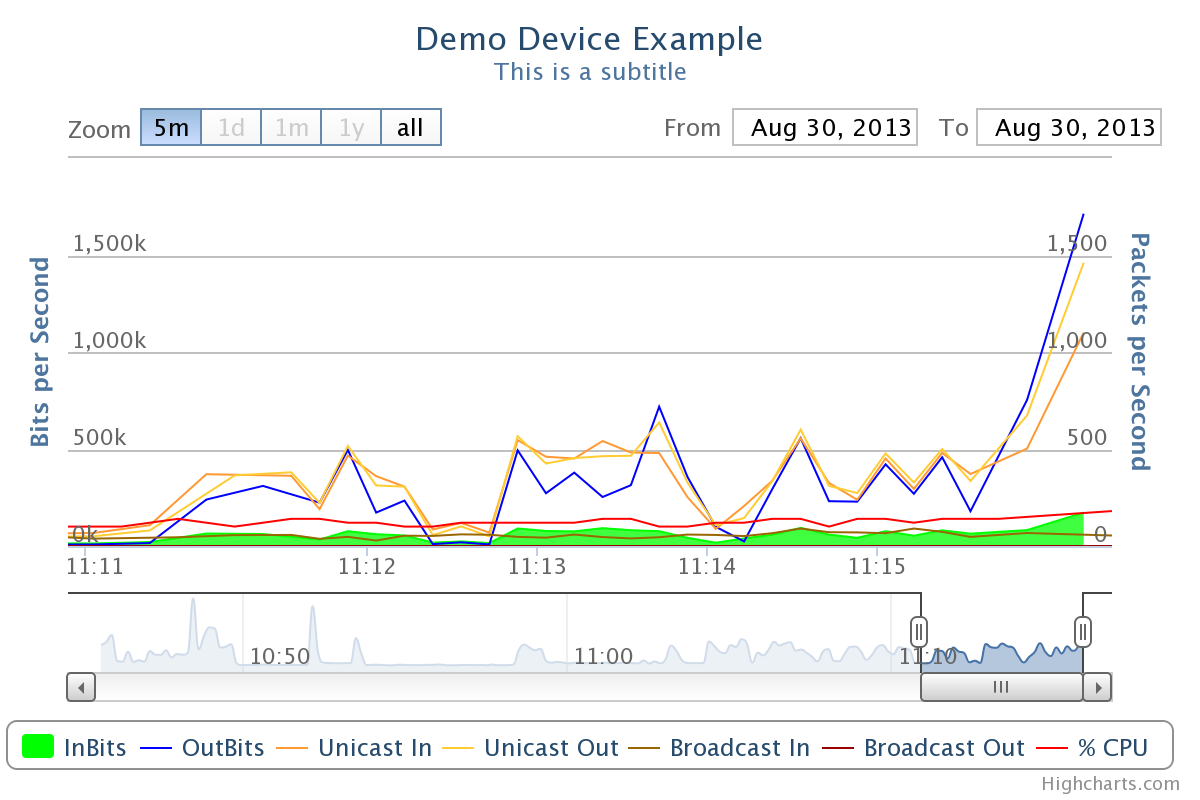 Demo Device Example
This is a subtitle
Zoom 5m 1d 1m 1y all From Aug 30, 2013 To Aug 30, 2013
Bits per Second
Packets per Second
1,500k 1,500
1,000k 1,000
500k 500
0k 0
11:11 11:12 11:13 11:14 11:15
10:50 11:00 11:10
InBits OutBits Unicast In Unicast Out Broadcast In Broadcast Out % CPU
Highcharts.com